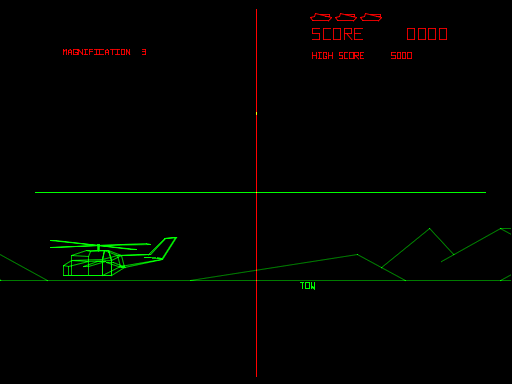 SCORE 0000
MAGNIFICATION 3
HIGH SCORE 5000
TOW